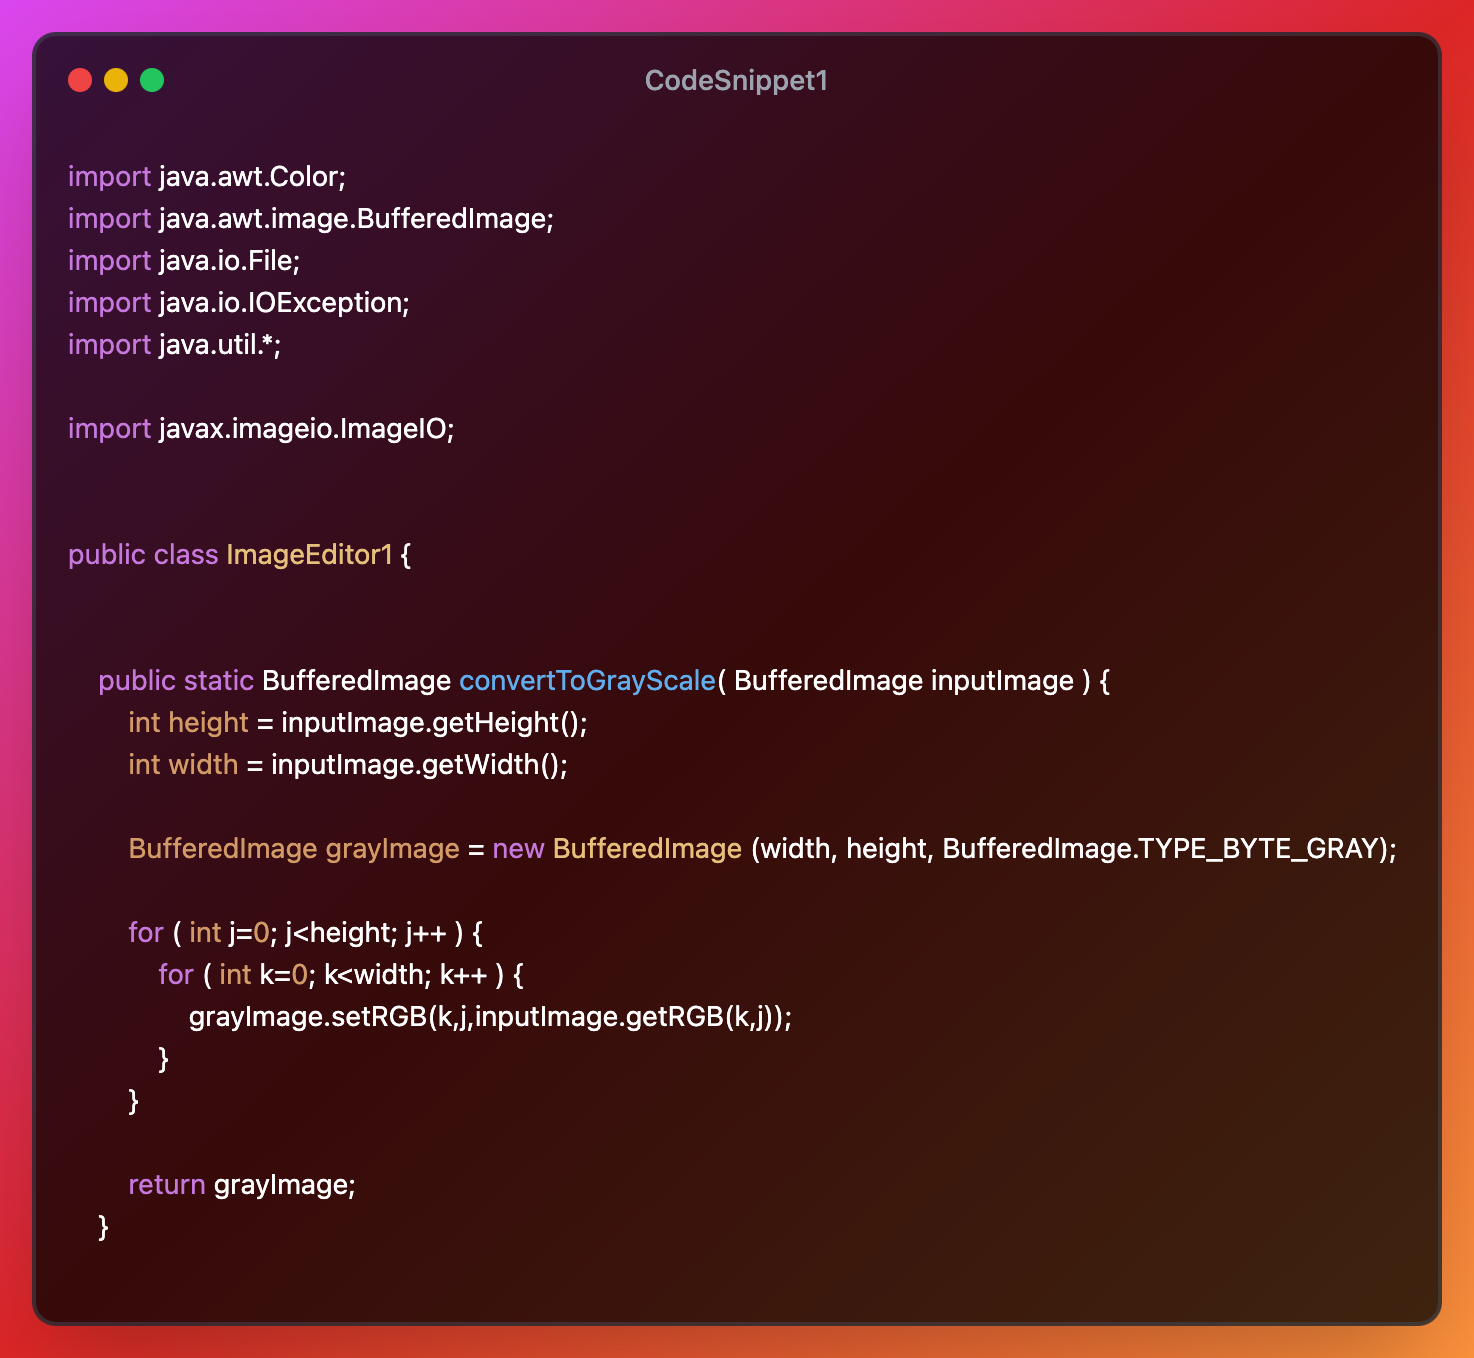 CodeSnippet1
import java.awt.Color;
import java.awt.image.BufferedImage;
import java.io.File;
import java.io.IOException;
import java.util.*;
import javax.imageio.ImageIO;
public class ImageEditor1 {
public static BufferedImage convertToGrayScale( BufferedImage inputImage ) {
int height = inputImage.getHeight();
int width = inputImage.getWidth();
BufferedImage grayImage = new BufferedImage (width, height, BufferedImage.TYPE_BYTE_GRAY);
for ( int j=0; j<height; j++ ) {
for ( int k=0; k<width; k++ ) {
grayImage.setRGB(k,j,inputImage.getRGB(k,j));
}
}
return grayImage;
}